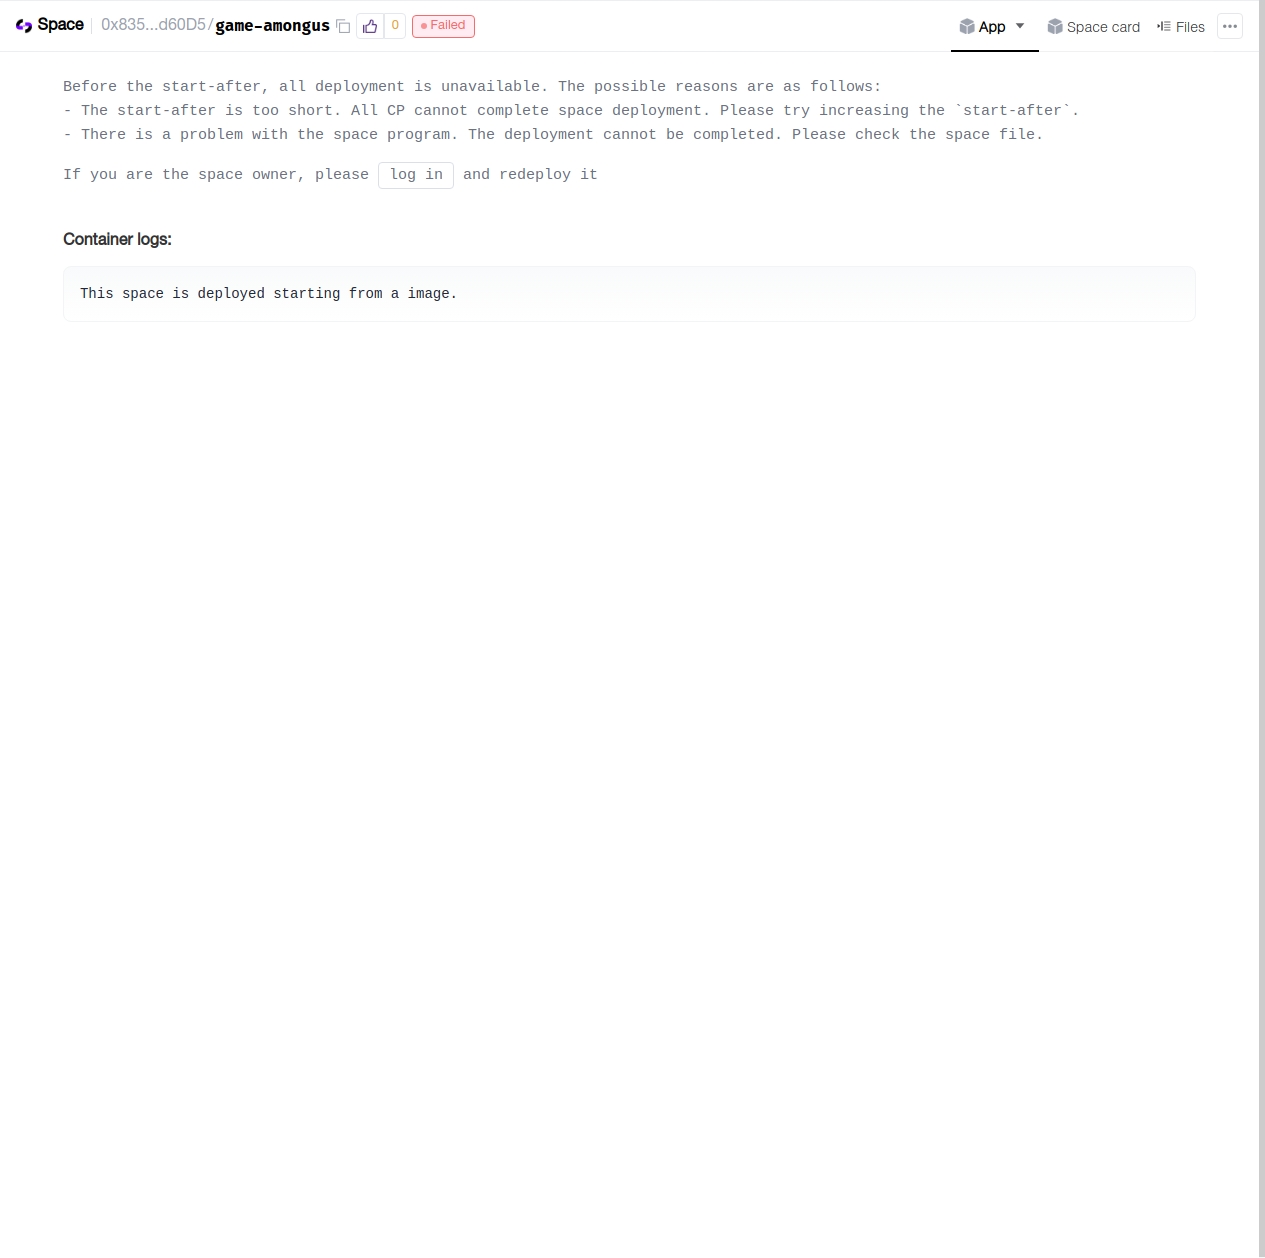 Space 0x835...d60D5/game-amongus 0 Failed App Space card Files
Before the start-after, all deployment is unavailable. The possible reasons are as follows:
- The start-after is too short. All CP cannot complete space deployment. Please try increasing the `start-after`.
- There is a problem with the space program. The deployment cannot be completed. Please check the space file.
If you are the space owner, please log in and redeploy it
Container logs:
This space is deployed starting from a image.